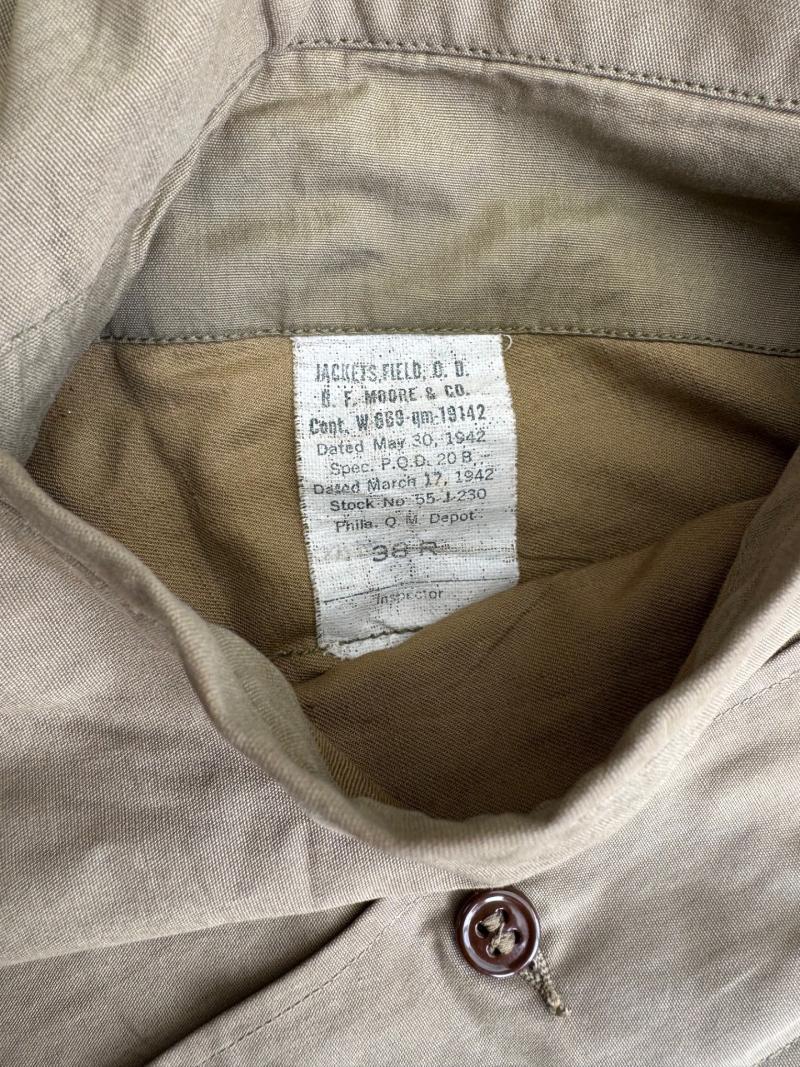 JACKETS, FIELD, O. D.
B. F. MOORE & CO.
Cont. W 669-qm-19142
Dated May 30, 1942
Spec. P.Q.D. 20 B
Dated March 17, 1942
Stock No 55-J-230
Phila. Q. M. Depot
38 R
Inspector